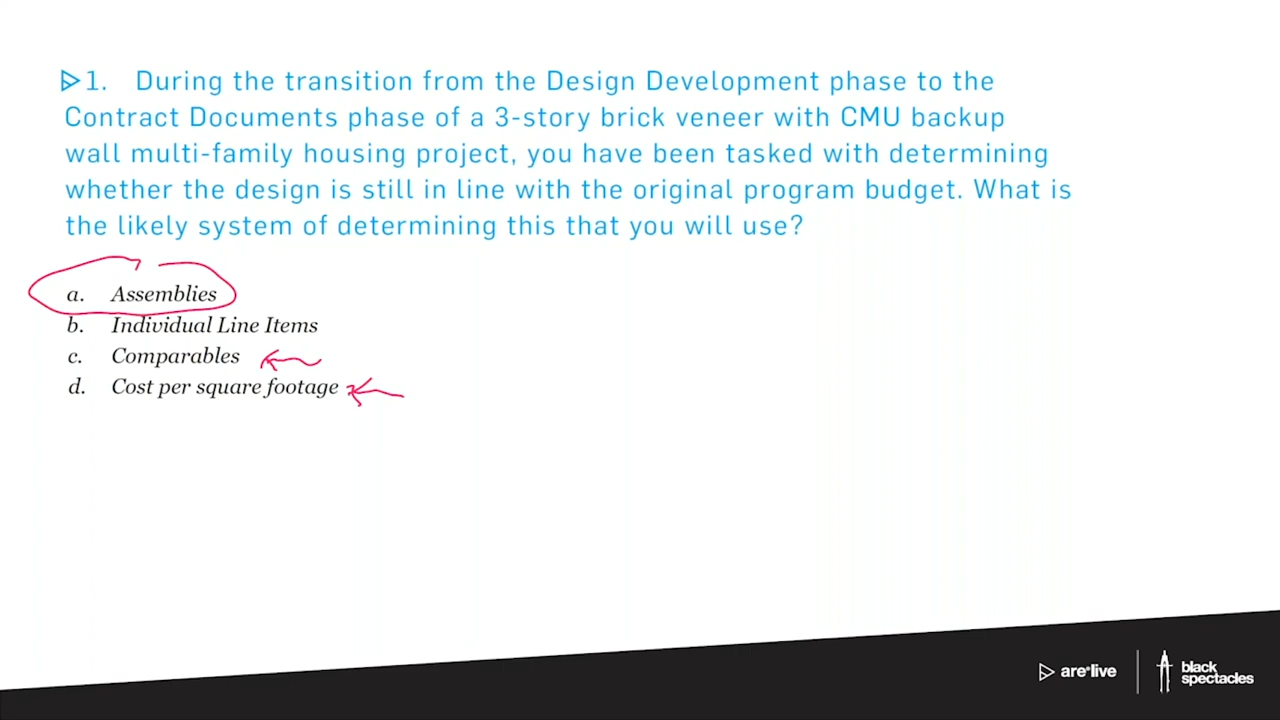 1. During the transition from the Design Development phase to the
Contract Documents phase of a 3-story brick veneer with CMU backup
wall multi-family housing project, you have been tasked with determining
whether the design is still in line with the original program budget. What is
the likely system of determining this that you will use?
a. Assemblies
b. Individual Line Items
c. Comparables
d. Cost per square footage
are®live
black
spectacles